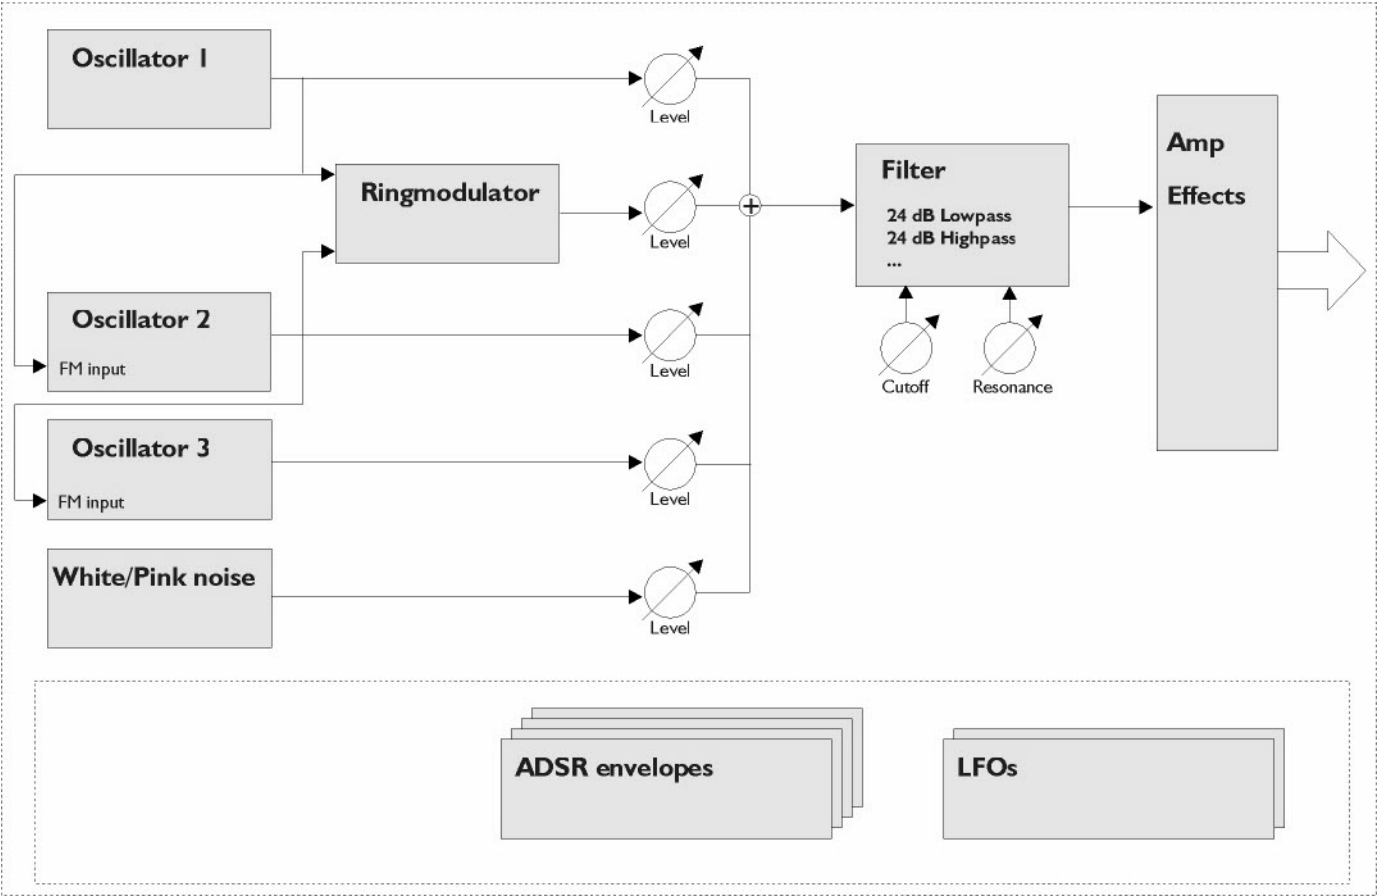 Oscillator 1
Level
Ringmodulator
Level
Filter
24 dB Lowpass
24 dB Highpass
...
Cutoff
Resonance
Amp
Effects
Oscillator 2
FM input
Level
Oscillator 3
FM input
Level
White/Pink noise
Level
ADSR envelopes
LFOs